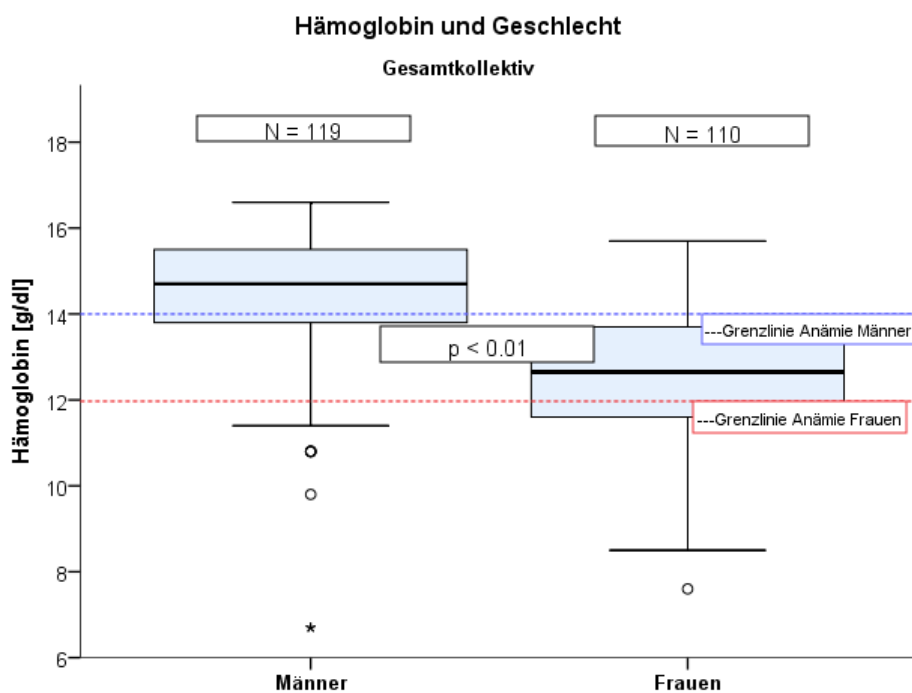 Hämoglobin und Geschlecht
Gesamtkollektiv
N = 119
N = 110
18
16
14
12
10
8
6
Hämoglobin [g/dl]
---Grenzlinie Anämie Männer
p < 0.01
---Grenzlinie Anämie Frauen
Männer
Frauen